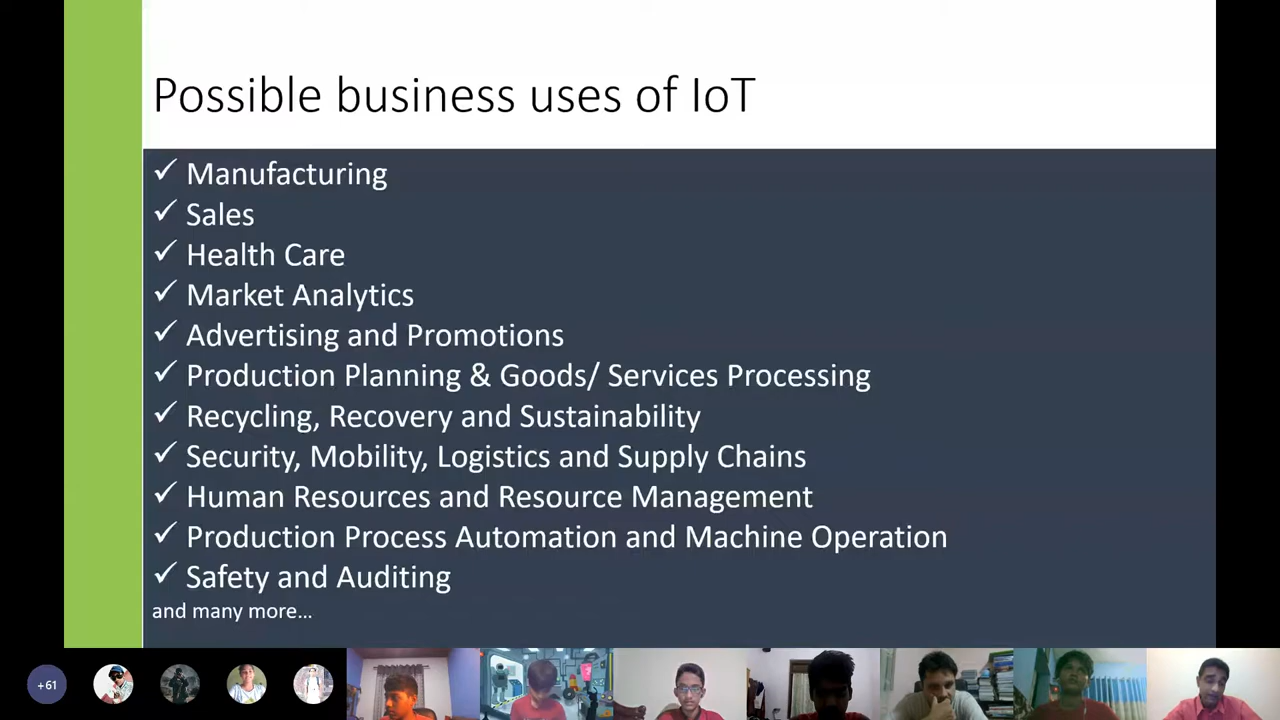 Possible business uses of IoT
✓ Manufacturing
✓ Sales
✓ Health Care
✓ Market Analytics
✓ Advertising and Promotions
✓ Production Planning & Goods/ Services Processing
✓ Recycling, Recovery and Sustainability
✓ Security, Mobility, Logistics and Supply Chains
✓ Human Resources and Resource Management
✓ Production Process Automation and Machine Operation
✓ Safety and Auditing
and many more…
+61